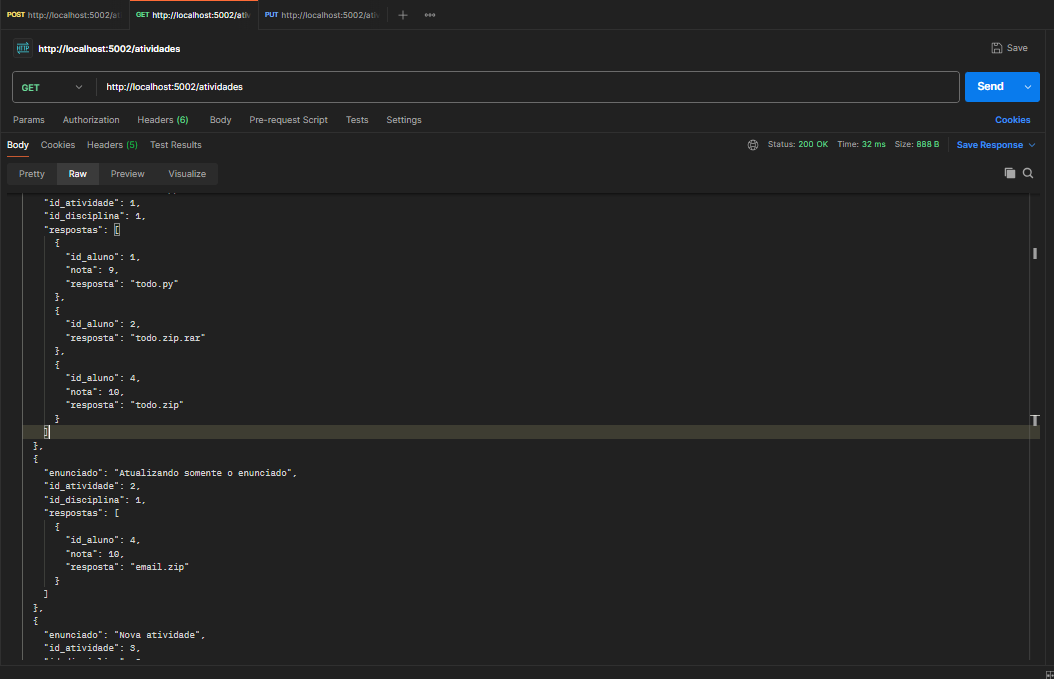 POST http://localhost:5002/at GET http://localhost:5002/ativ PUT http://localhost:5002/ativ
http://localhost:5002/atividades Save
GET http://localhost:5002/atividades Send
Params Authorization Headers (6) Body Pre-request Script Tests Settings Cookies
Body Cookies Headers (5) Test Results Status: 200 OK Time: 32 ms Size: 888 B Save Response
Pretty Raw Preview Visualize
"id_atividade": 1,
"id_disciplina": 1,
"respostas": [
{
"id_aluno": 1,
"nota": 9,
"resposta": "todo.py"
},
{
"id_aluno": 2,
"resposta": "todo.zip.rar"
},
{
"id_aluno": 4,
"nota": 10,
"resposta": "todo.zip"
}
]
},
{
"enunciado": "Atualizando somente o enunciado",
"id_atividade": 2,
"id_disciplina": 1,
"respostas": [
{
"id_aluno": 4,
"nota": 10,
"resposta": "email.zip"
}
]
},
{
"enunciado": "Nova atividade",
"id_atividade": 3,